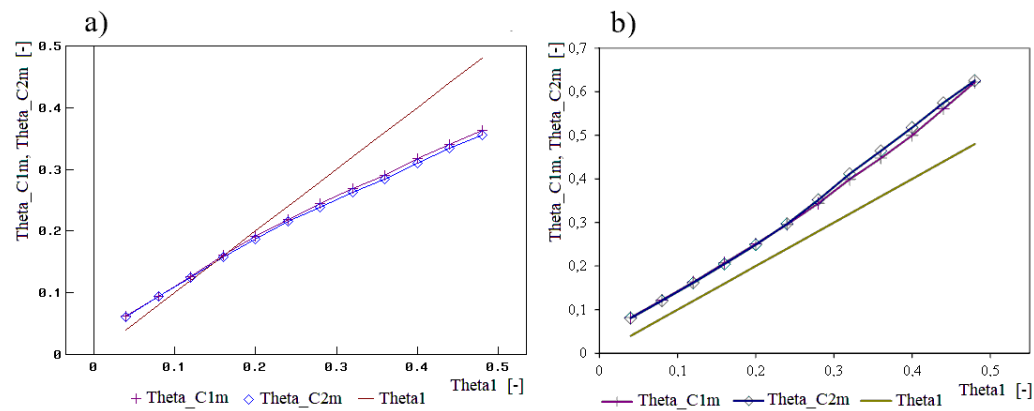 a)
Theta_C1m, Theta_C2m [-]
0.5
0.4
0.3
0.2
0.1
0
0 0.1 0.2 0.3 0.4 0.5
Theta1 [-]
Theta_C1m Theta_C2m Theta1
b)
Theta_C1m, Theta_C2m [-]
0,7
0,6
0,5
0,4
0,3
0,2
0,1
0
0 0,1 0,2 0,3 0,4 0,5
Theta1 [-]
Theta_C1m Theta_C2m Theta1